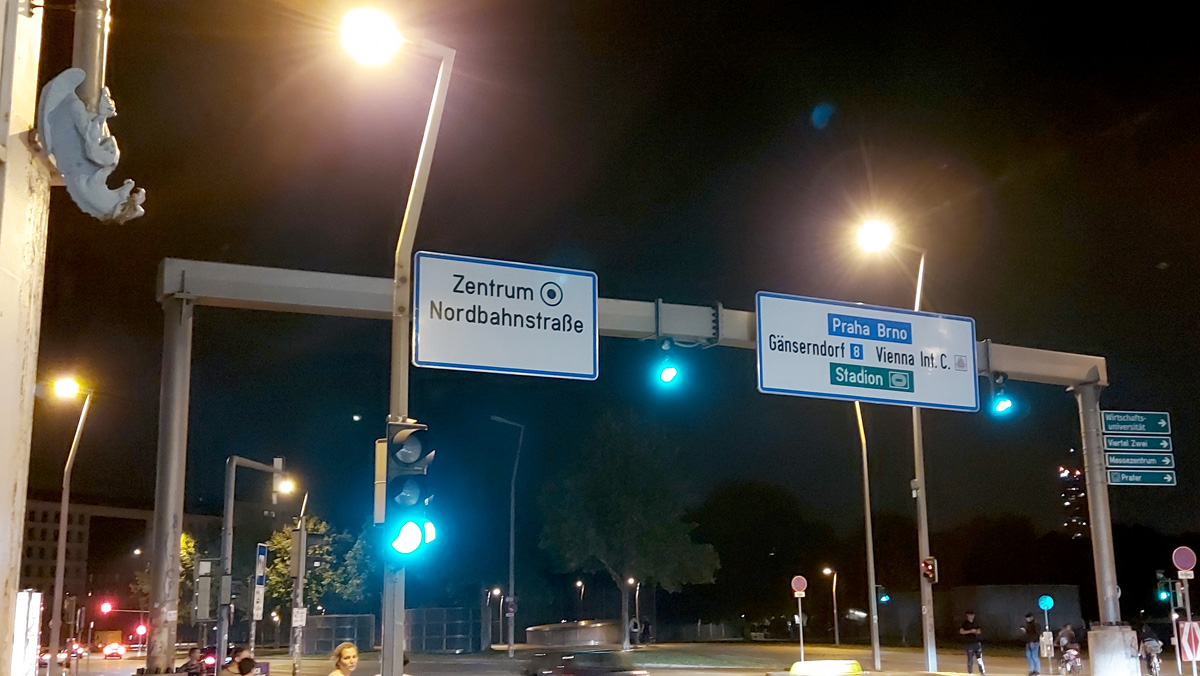 Zentrum
Nordbahnstraße
Praha Brno
Gänserndorf 8 Vienna Int. C.
Stadion
Wirtschafts-
universität
Viertel Zwei
Messezentrum
Prater